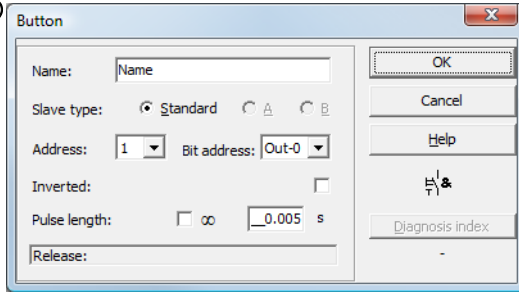 )
Button
Name: Name
OK
Slave type: Standard A B
Cancel
Address: 1 Bit address: Out-0
Help
Inverted:
&
Pulse length: ∞ __0.005 s
Diagnosis index
Release:
-